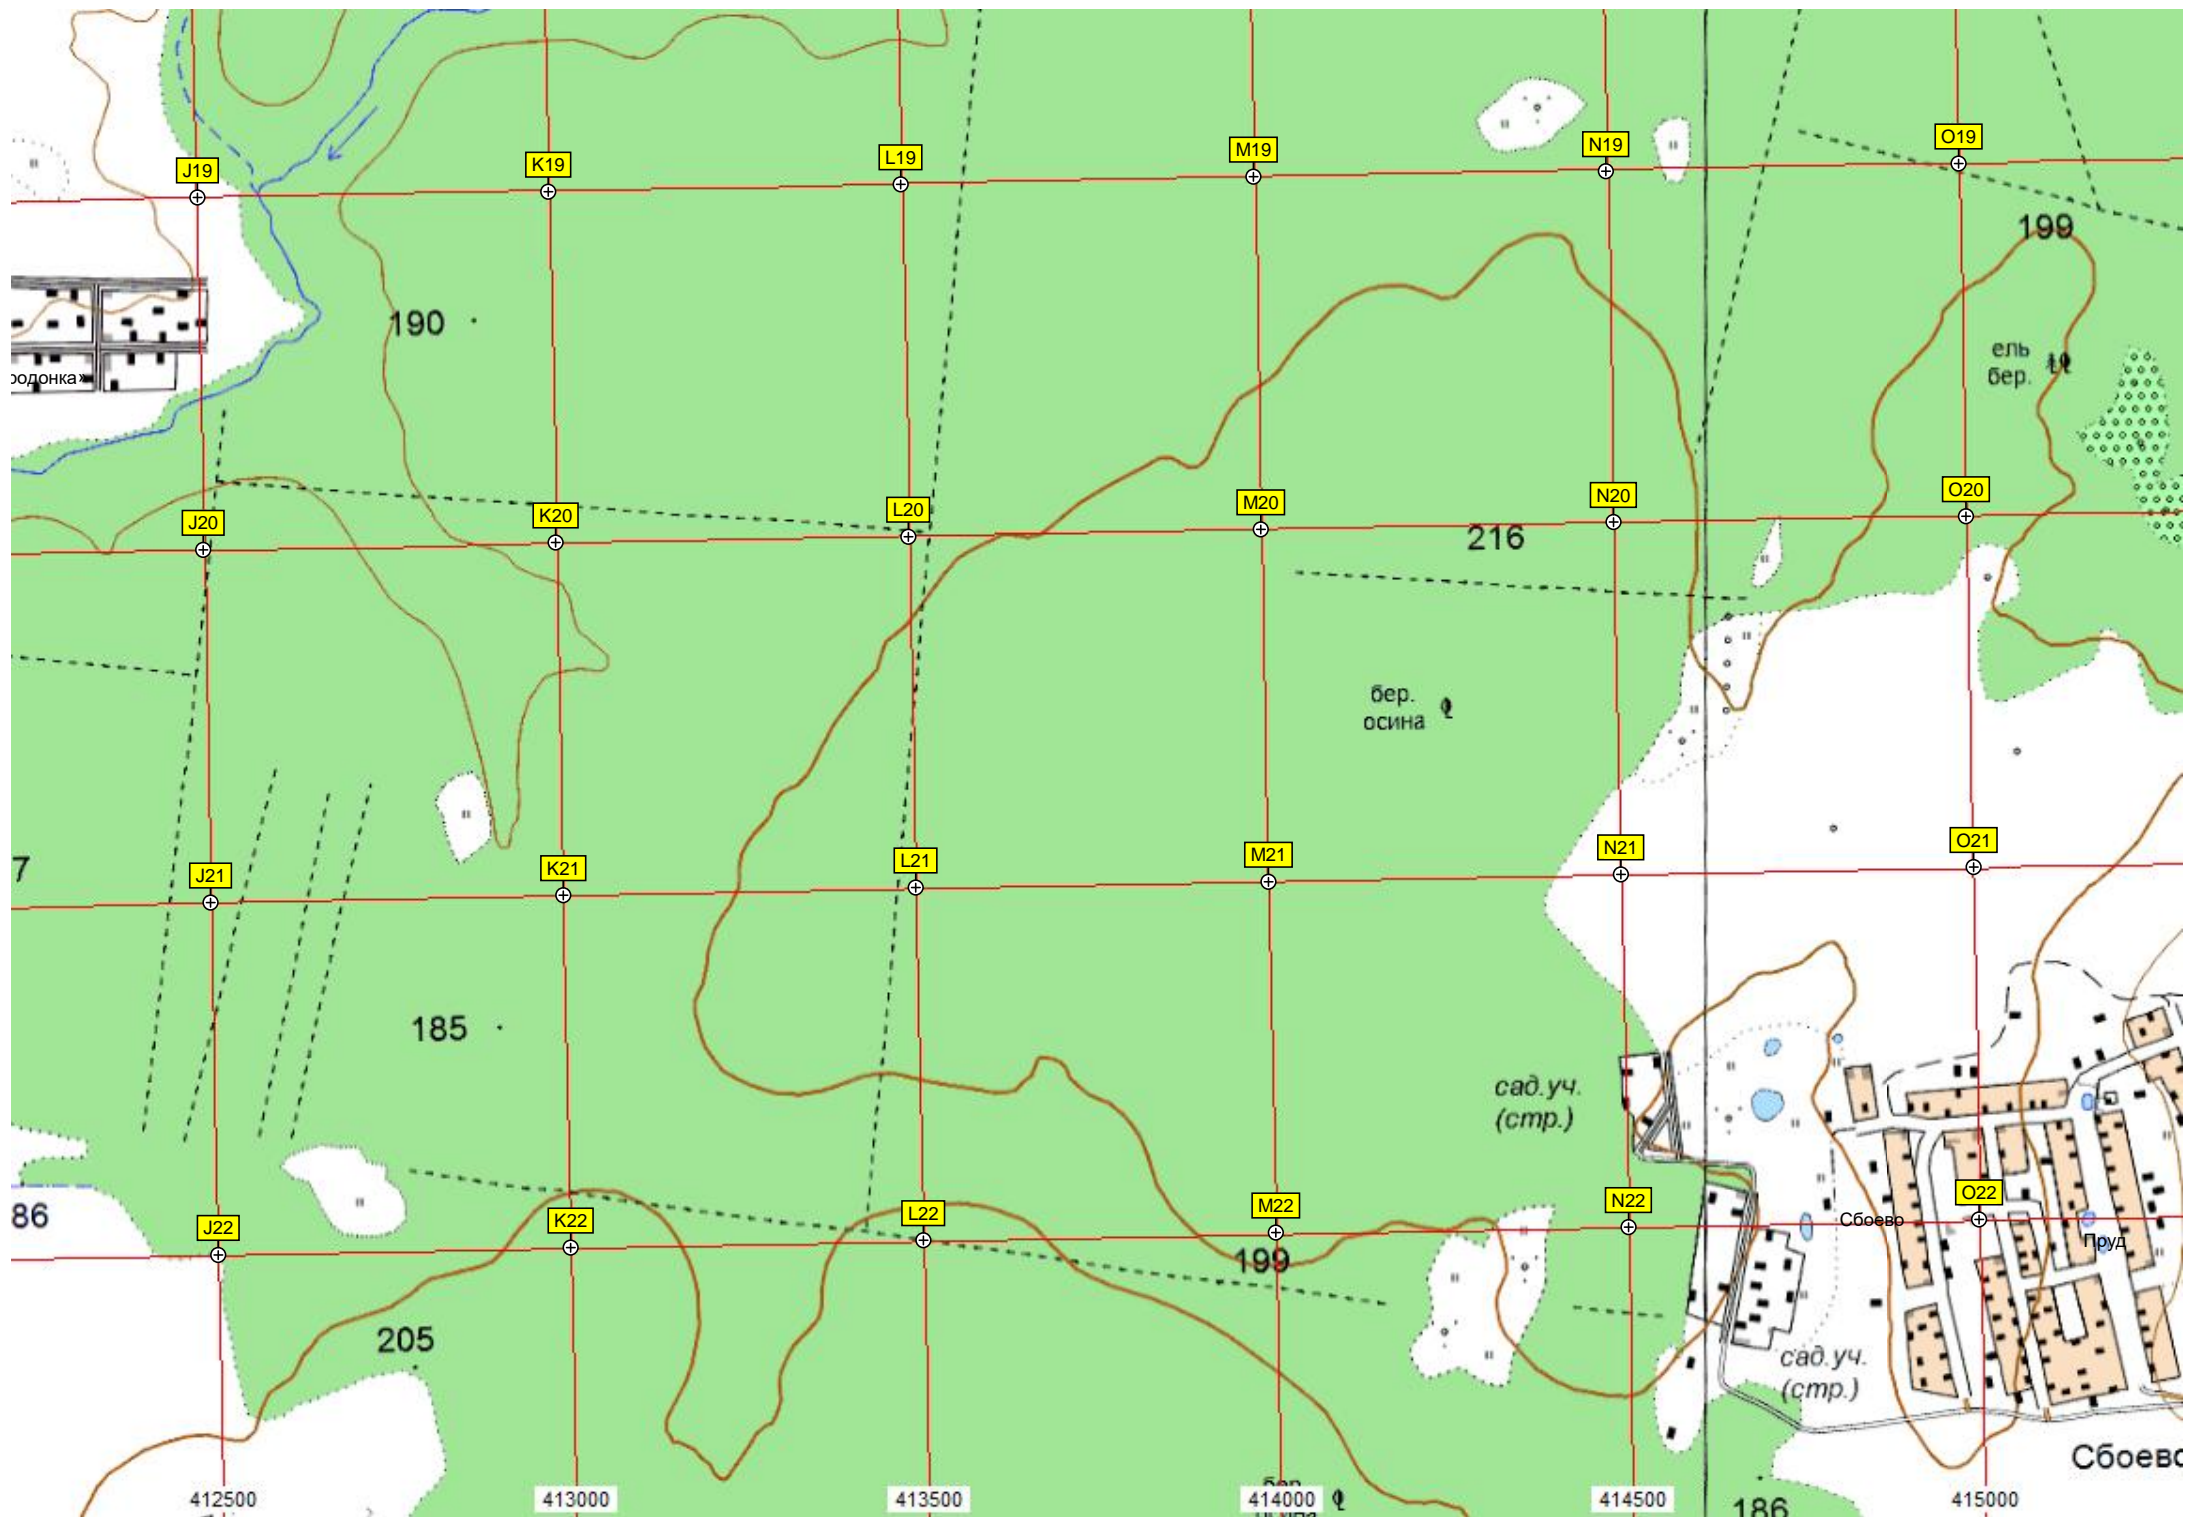 J19
K19
L19
M19
N19
O19
199
190
ель
бер.
родонка»
J20
K20
L20
M20
N20
O20
216
бер.
осина
7
J21
K21
L21
M21
N21
O21
185
сад.уч.
(стр.)
86
J22
K22
L22
M22
N22
O22
Сбоево
Пруд
199
205
сад.уч.
(стр.)
Сбоево
412500
413000
413500
414000
414500
415000
186